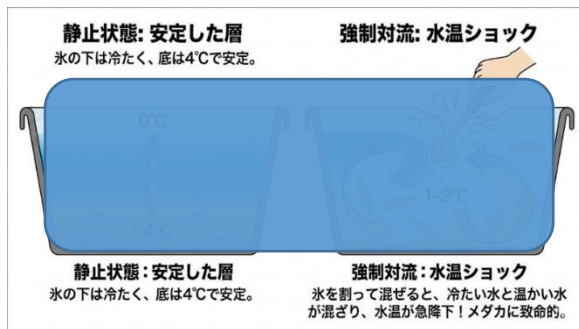 静止状態: 安定した層
氷の下は冷たく、底は4℃で安定。
強制対流: 水温ショック
0℃
≈4℃
1-2℃
静止状態：安定した層
氷の下は冷たく、底は4℃で安定。
強制対流：水温ショック
氷を割って混ぜると、冷たい水と温かい水
が混ざり、水温が急降下！メダカに致命的。